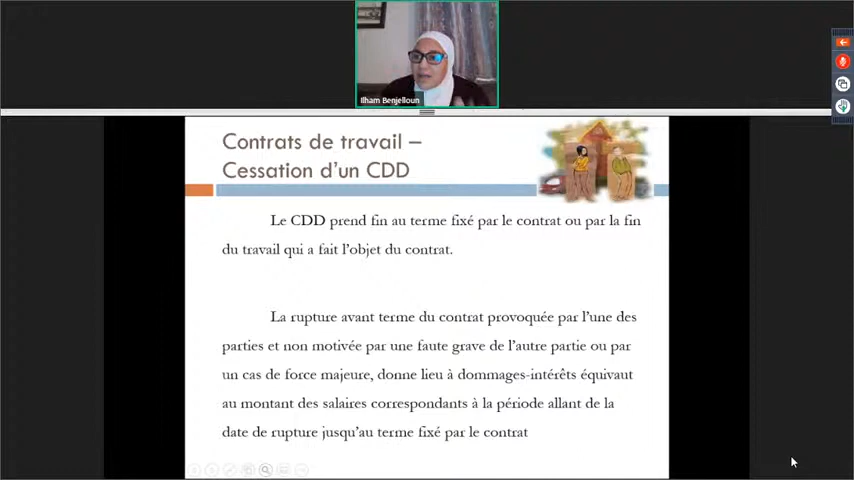 Ilham Benjelloun
Contrats de travail –
Cessation d'un CDD
Le CDD prend fin au terme fixé par le contrat ou par la fin
du travail qui a fait l'objet du contrat.
La rupture avant terme du contrat provoquée par l'une des
parties et non motivée par une faute grave de l'autre partie ou par
un cas de force majeure, donne lieu à dommages-intérêts équivaut
au montant des salaires correspondants à la période allant de la
date de rupture jusqu'au terme fixé par le contrat